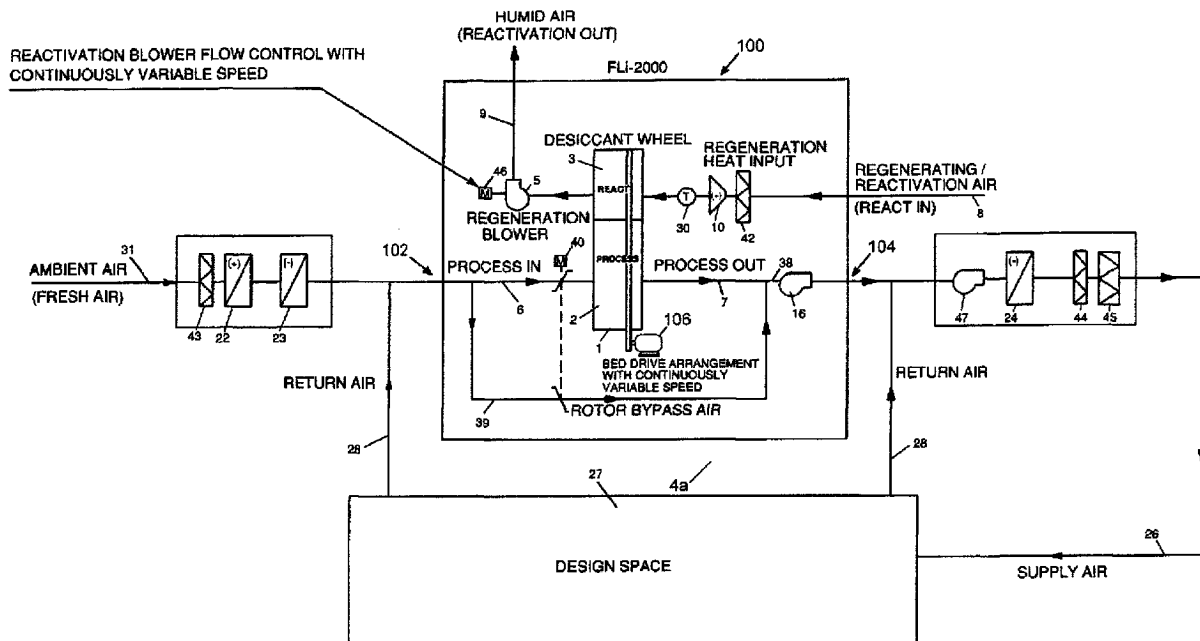 HUMID AIR
(REACTIVATION OUT)
REACTIVATION BLOWER FLOW CONTROL WITH
CONTINUOUSLY VARIABLE SPEED
100
FLi-2000
9
DESICCANT WHEEL
REGENERATION
HEAT INPUT
3
46
M
5
REACT
T
(-)
REGENERATING /
REACTIVATION AIR
(REACT IN)
8
30
10
42
REGENERATION
BLOWER
40
M
31
AMBIENT AIR
(FRESH AIR)
(+)
(-)
43
22
23
102
PROCESS IN
6
PROCESS
PROCESS OUT
7
38
16
104
(-)
47
24
44
45
2
1
106
BED DRIVE ARRANGEMENT
WITH CONTINUOUSLY
VARIABLE SPEED
RETURN AIR
RETURN AIR
39
ROTOR BYPASS AIR
28
28
4a
27
DESIGN SPACE
26
SUPPLY AIR